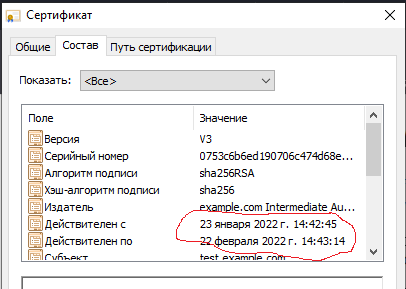 Сертификат
Общие Состав Путь сертификации
Показать: <Все>
Поле Значение
Версия V3
Серийный номер 0753c6b6ed190706c474d68e...
Алгоритм подписи sha256RSA
Хэш-алгоритм подписи sha256
Издатель example.com Intermediate Au...
Действителен с 23 января 2022 г. 14:42:45
Действителен по 22 февраля 2022 г. 14:43:14
Субъект test.example.com